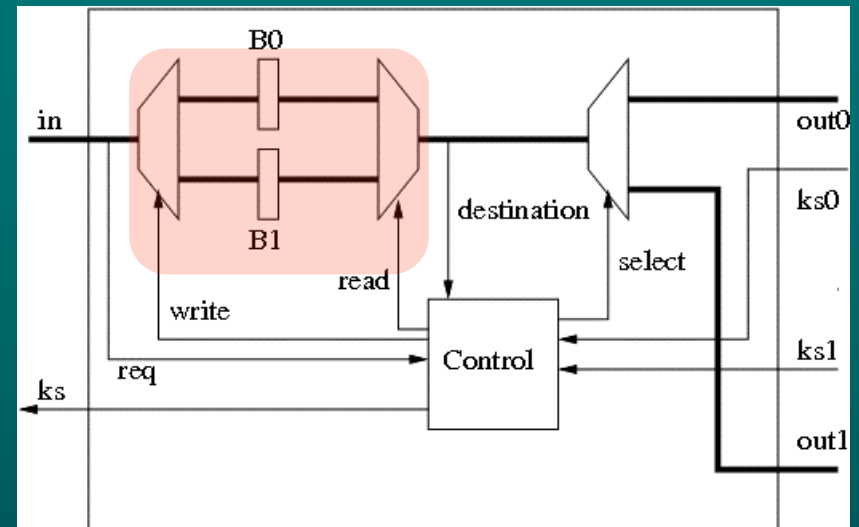 B0
in
out0
ks0
destination
B1
select
read
write
Control
ks1
req
ks
out1